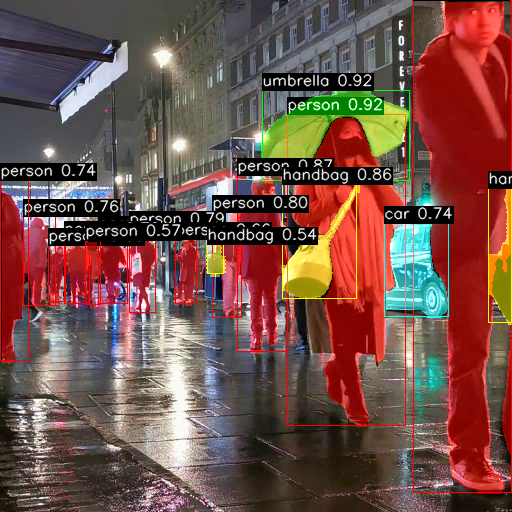 umbrella 0.92
person 0.92
person 0.87
handbag 0.86
person 0.74
person 0.76
person 0.80
car 0.74
person 0.79
person 0.57
handbag 0.54
FOREVE